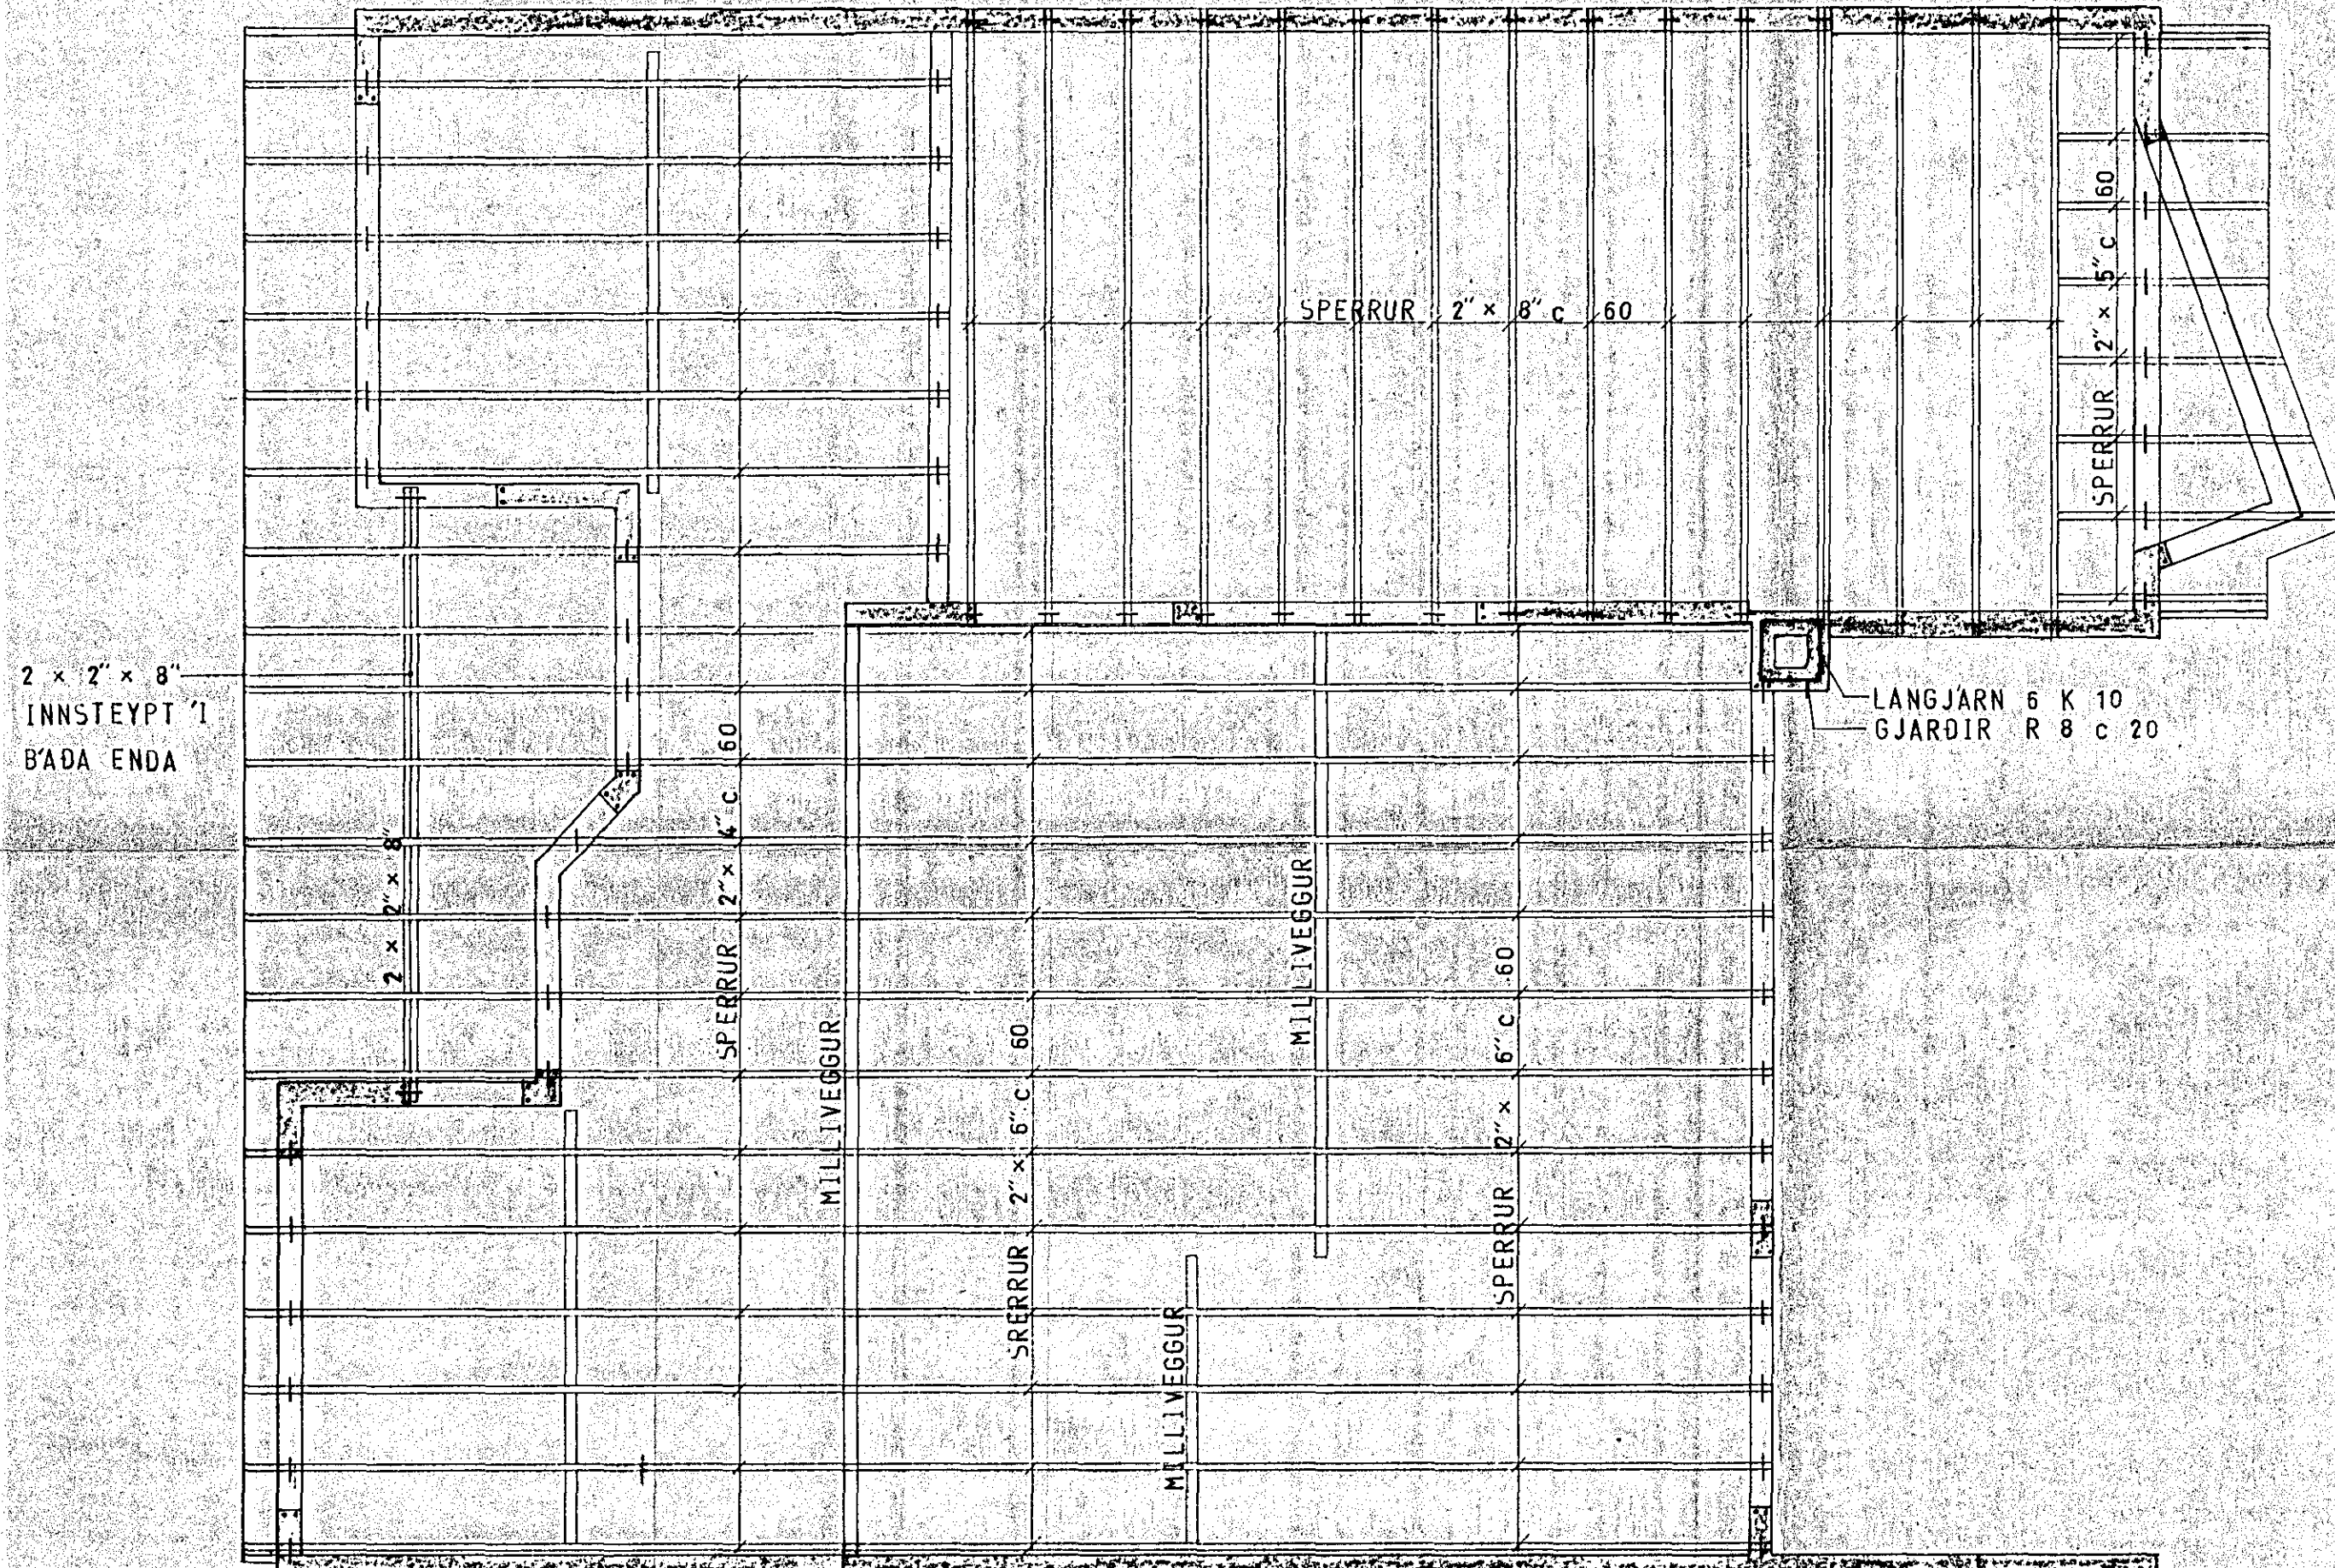 SPERRUR 2" × 8" c 60
SPERRUR 2" × 5" c 60
2 × 2" × 8"
INNSTEYPT Í
BÁÐA ENDA
LANGJÁRN 6 K 10
GJARÐIR R 8 c 20
2 × 2" × 8"
SPERRUR 2" × 4" c 60
MILLIVEGGUR
SRERRUR 2" × 6" c 60
MILLIVEGGUR
MILLIVEGGUR
SPERRUR 2" × 6" c 60